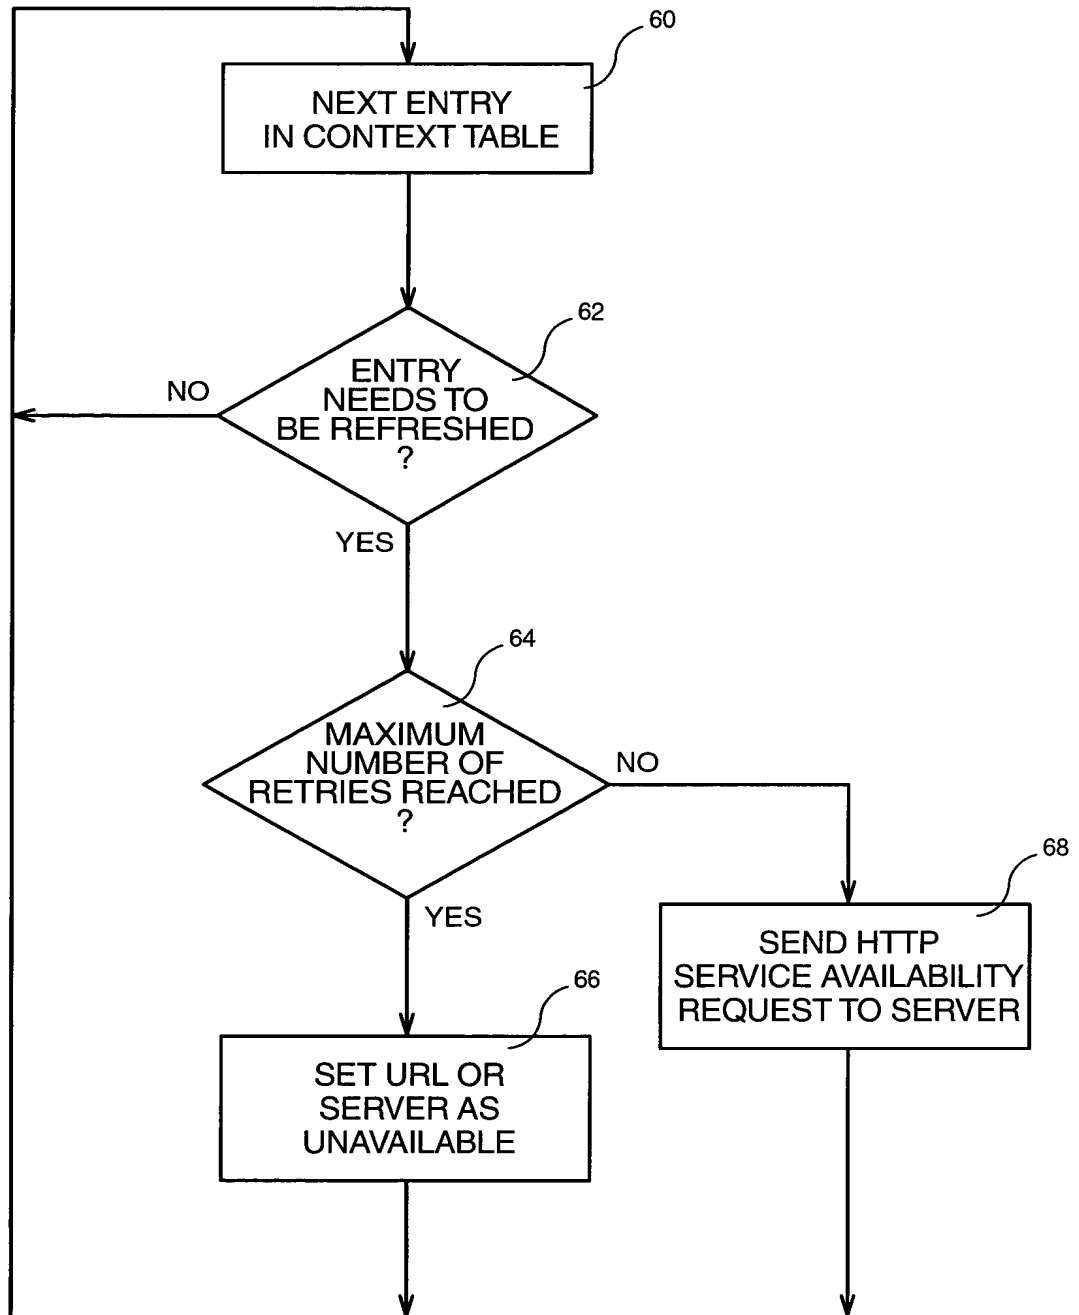 60
NEXT ENTRY
IN CONTEXT TABLE
62
ENTRY
NEEDS TO
BE REFRESHED
?
NO
YES
64
MAXIMUM
NUMBER OF
RETRIES REACHED
?
NO
YES
68
SEND HTTP
SERVICE AVAILABILITY
REQUEST TO SERVER
66
SET URL OR
SERVER AS
UNAVAILABLE